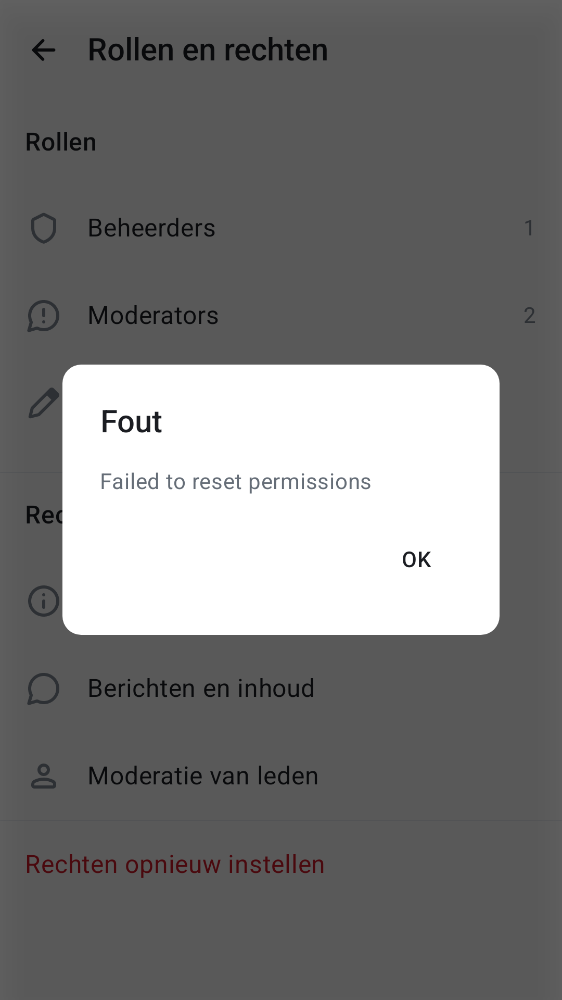 Rollen en rechten
Rollen
Beheerders
1
Moderators
2
Fout
Failed to reset permissions
OK
Berichten en inhoud
Moderatie van leden
Rechten opnieuw instellen